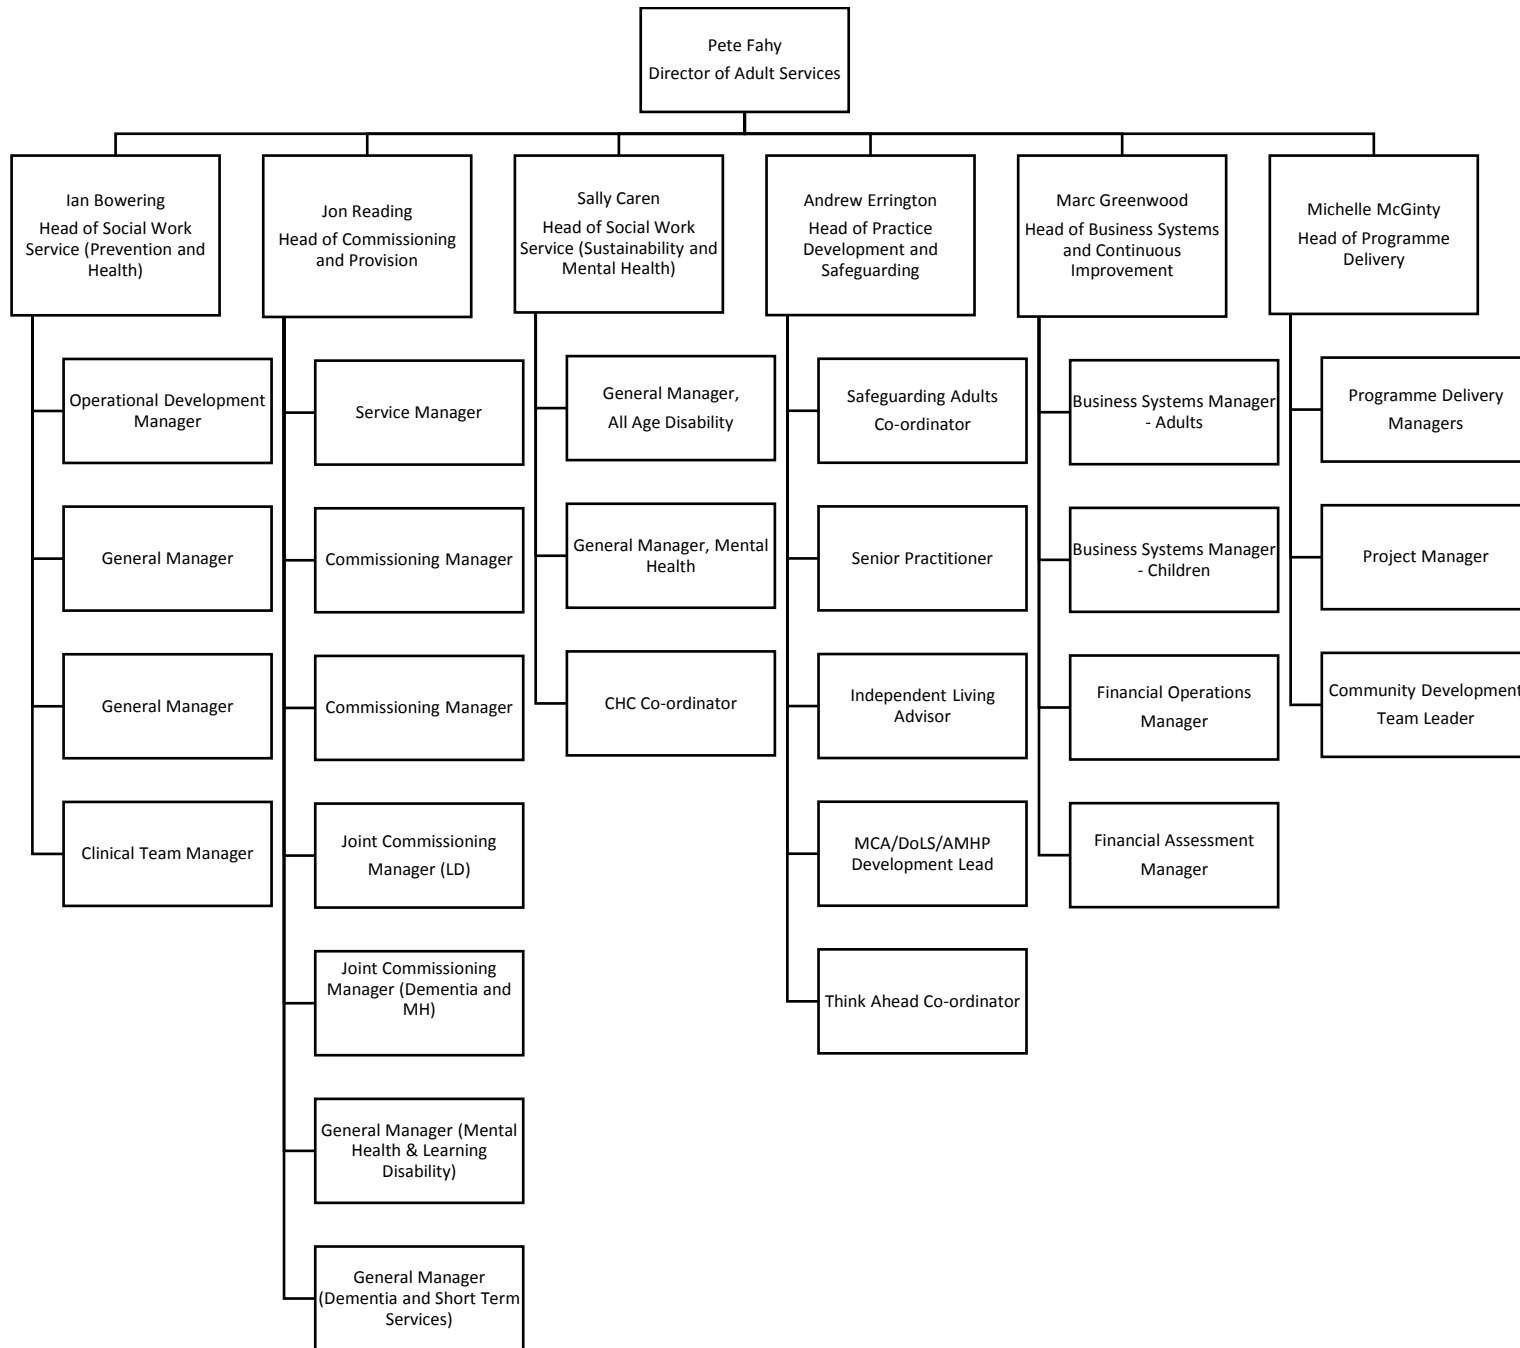 Pete Fahy
Director of Adult Services
Ian Bowering
Head of Social Work
Service (Prevention and
Health)
Jon Reading
Head of Commissioning
and Provision
Sally Caren
Head of Social Work
Service (Sustainability and
Mental Health)
Andrew Errington
Head of Practice
Development and
Safeguarding
Marc Greenwood
Head of Business Systems
and Continuous
Improvement
Michelle McGinty
Head of Programme
Delivery
Operational Development
Manager
General Manager
General Manager
Clinical Team Manager
Service Manager
Commissioning Manager
Commissioning Manager
Joint Commissioning
Manager (LD)
Joint Commissioning
Manager (Dementia and
MH)
General Manager (Mental
Health & Learning
Disability)
General Manager
(Dementia and Short Term
Services)
General Manager,
All Age Disability
General Manager, Mental
Health
CHC Co-ordinator
Safeguarding Adults
Co-ordinator
Senior Practitioner
Independent Living
Advisor
MCA/DoLS/AMHP
Development Lead
Think Ahead Co-ordinator
Business Systems Manager
- Adults
Business Systems Manager
- Children
Financial Operations
Manager
Financial Assessment
Manager
Programme Delivery
Managers
Project Manager
Community Development
Team Leader